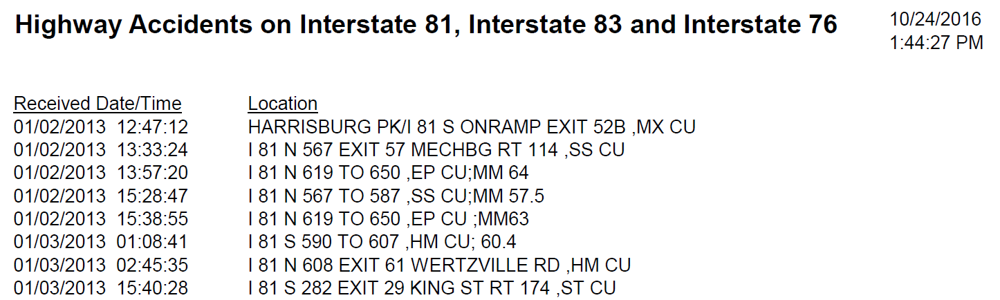 Highway Accidents on Interstate 81, Interstate 83 and Interstate 76
10/24/2016
1:44:27 PM
Received Date/Time Location
01/02/2013 12:47:12 HARRISBURG PK/I 81 S ONRAMP EXIT 52B ,MX CU
01/02/2013 13:33:24 I 81 N 567 EXIT 57 MECHBG RT 114 ,SS CU
01/02/2013 13:57:20 I 81 N 619 TO 650 ,EP CU;MM 64
01/02/2013 15:28:47 I 81 N 567 TO 587 ,SS CU;MM 57.5
01/02/2013 15:38:55 I 81 N 619 TO 650 ,EP CU ;MM63
01/03/2013 01:08:41 I 81 S 590 TO 607 ,HM CU; 60.4
01/03/2013 02:45:35 I 81 N 608 EXIT 61 WERTZVILLE RD ,HM CU
01/03/2013 15:40:28 I 81 S 282 EXIT 29 KING ST RT 174 ,ST CU